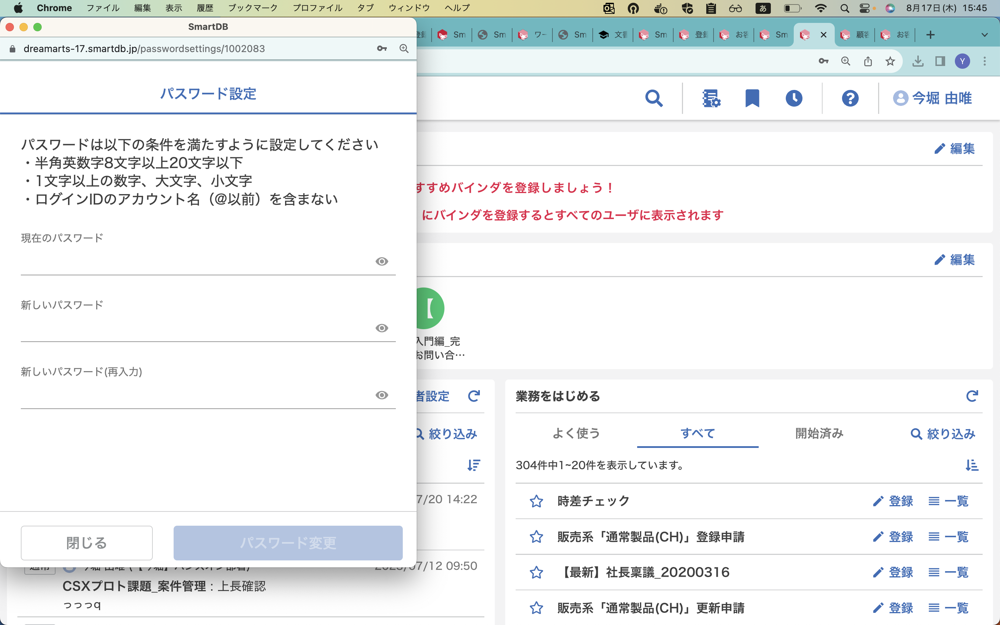 Chrome ファイル 編集 表示 履歴 ブックマーク プロファイル タブ ウィンドウ ヘルプ あ 8月17日(木) 15:45
SmartDB
登録 Sm Sm ワー Sm 文書 Sm 登録 お客 Sm 顧客 お客
dreamarts-17.smartdb.jp/passwordsettings/1002083
Y
パスワード設定
パスワードは以下の条件を満たすように設定してください
・半角英数字8文字以上20文字以下
・1文字以上の数字、大文字、小文字
・ログインIDのアカウント名（@以前）を含まない
現在のパスワード
新しいパスワード
新しいパスワード(再入力)
閉じる
パスワード変更
今堀 由唯
編集
すすめバインダを登録しましょう！
にバインダを登録するとすべてのユーザに表示されます
編集
【
入門編_完
お問い合…
者設定
絞り込み
7/20 14:22
2023/07/12 09:50
CSXプロト課題_案件管理：上長確認
っっっq
業務をはじめる
よく使う すべて 開始済み 絞り込み
304件中1~20件を表示しています。
時差チェック 登録 一覧
販売系「通常製品(CH)」登録申請 登録 一覧
【最新】社長稟議_20200316 登録 一覧
販売系「通常製品(CH)」更新申請 登録 一覧